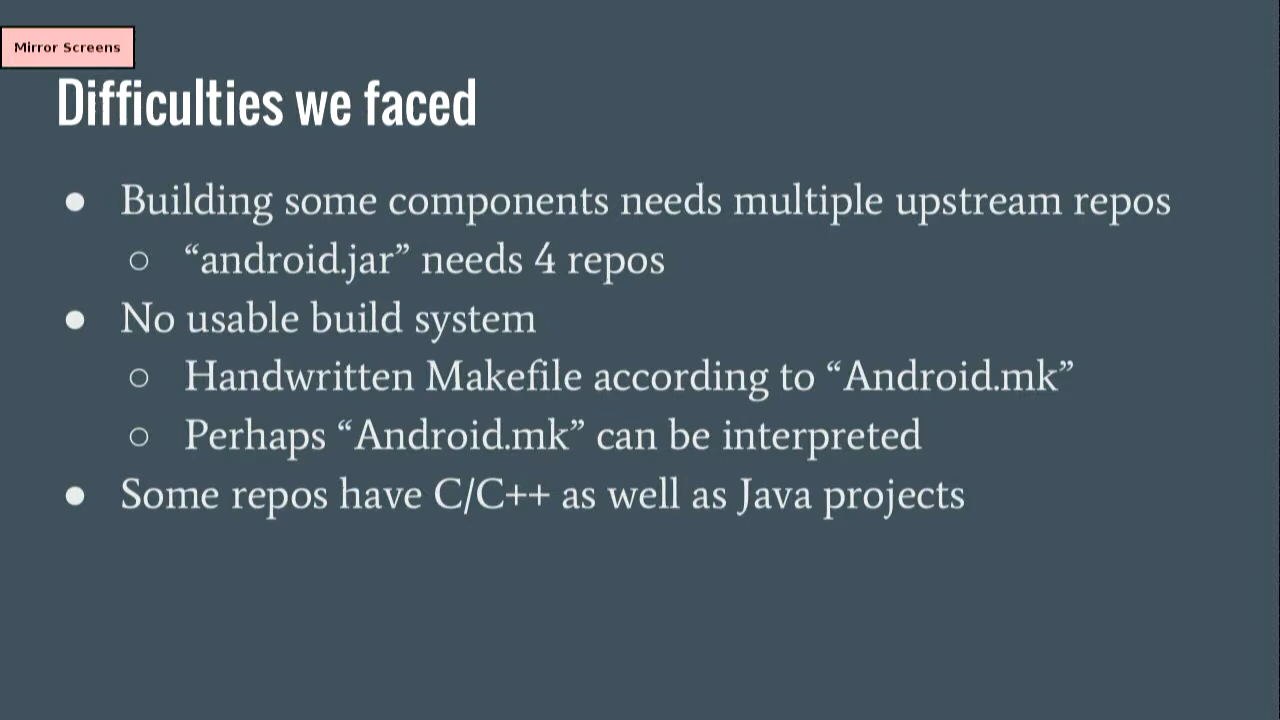 Mirror Screens
Difficulties we faced
● Building some components needs multiple upstream repos
○ “android.jar” needs 4 repos
● No usable build system
○ Handwritten Makefile according to “Android.mk”
○ Perhaps “Android.mk” can be interpreted
● Some repos have C/C++ as well as Java projects